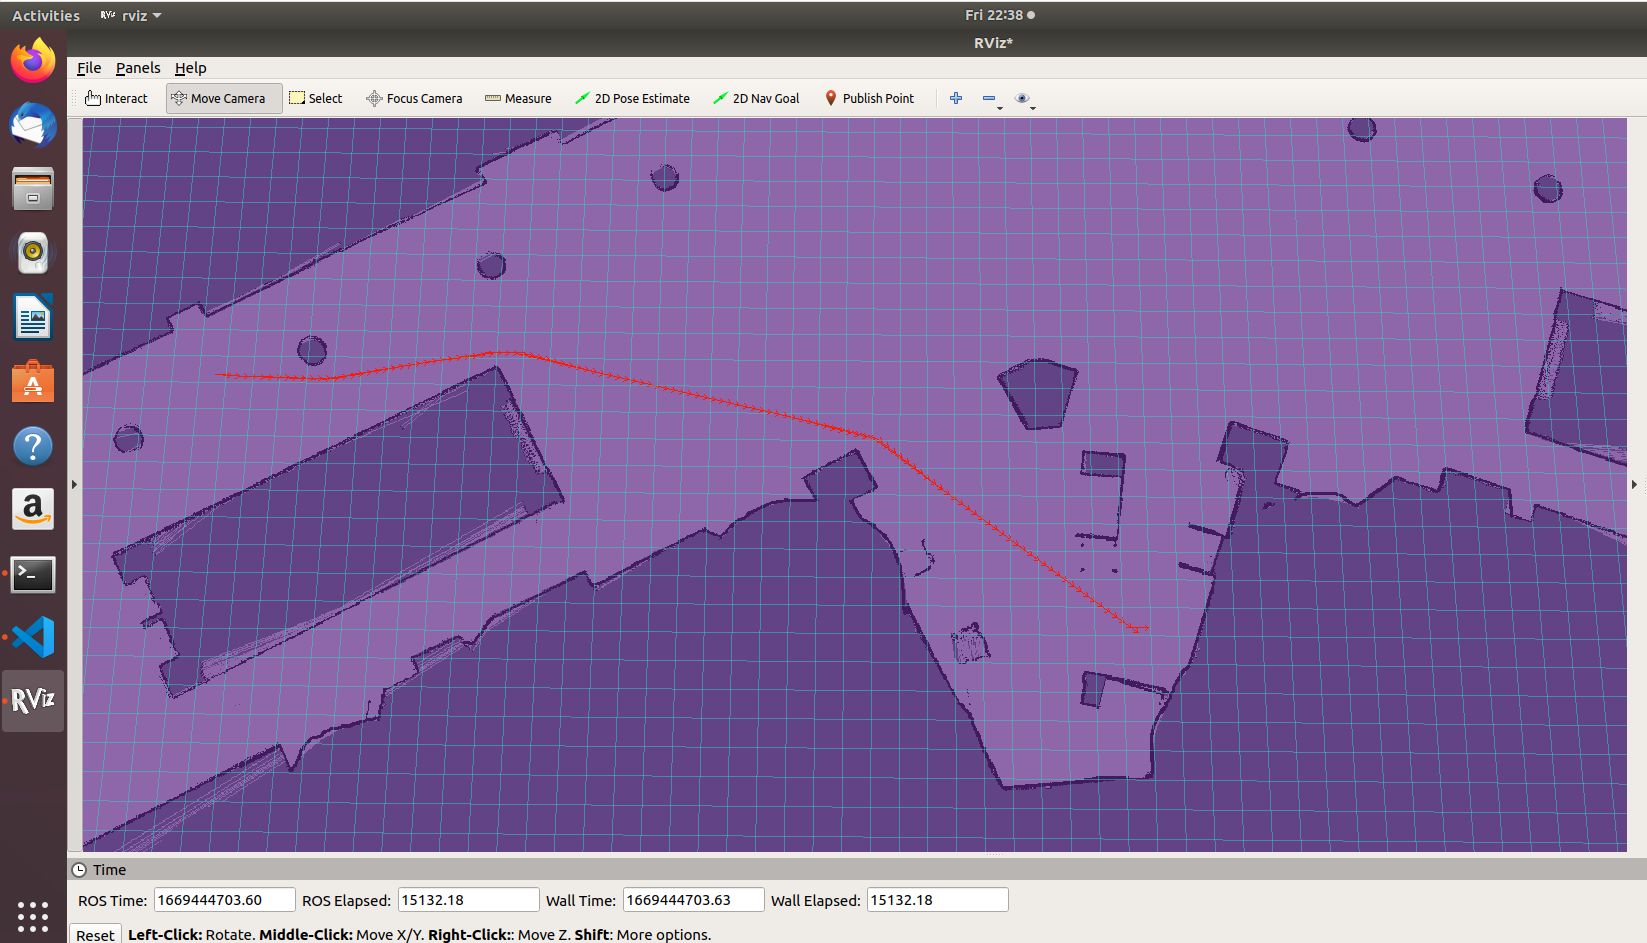 Activities RViz rviz Fri 22:38
RViz*
File Panels Help
Interact Move Camera Select Focus Camera Measure 2D Pose Estimate 2D Nav Goal Publish Point
A
?
a
>_
RViz
Time
ROS Time: 1669444703.60 ROS Elapsed: 15132.18 Wall Time: 1669444703.63 Wall Elapsed: 15132.18
Reset Left-Click: Rotate. Middle-Click: Move X/Y. Right-Click:: Move Z. Shift: More options.